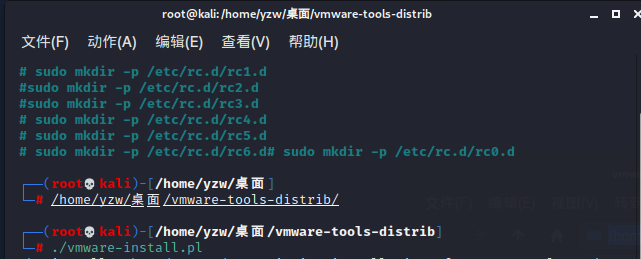 root@kali:/home/yzw/桌面/vmware-tools-distrib
文件(F) 动作(A) 编辑(E) 查看(V) 帮助(H)
# sudo mkdir -p /etc/rc.d/rc1.d
#sudo mkdir -p /etc/rc.d/rc2.d
#sudo mkdir -p /etc/rc.d/rc3.d
# sudo mkdir -p /etc/rc.d/rc4.d
# sudo mkdir -p /etc/rc.d/rc5.d
# sudo mkdir -p /etc/rc.d/rc6.d# sudo mkdir -p /etc/rc.d/rc0.d
┌──(root💀kali)-[/home/yzw/桌面]
└─# /home/yzw/桌面/vmware-tools-distrib/
┌──(root💀kali)-[/home/yzw/桌面/vmware-tools-distrib]
└─# ./vmware-install.pl